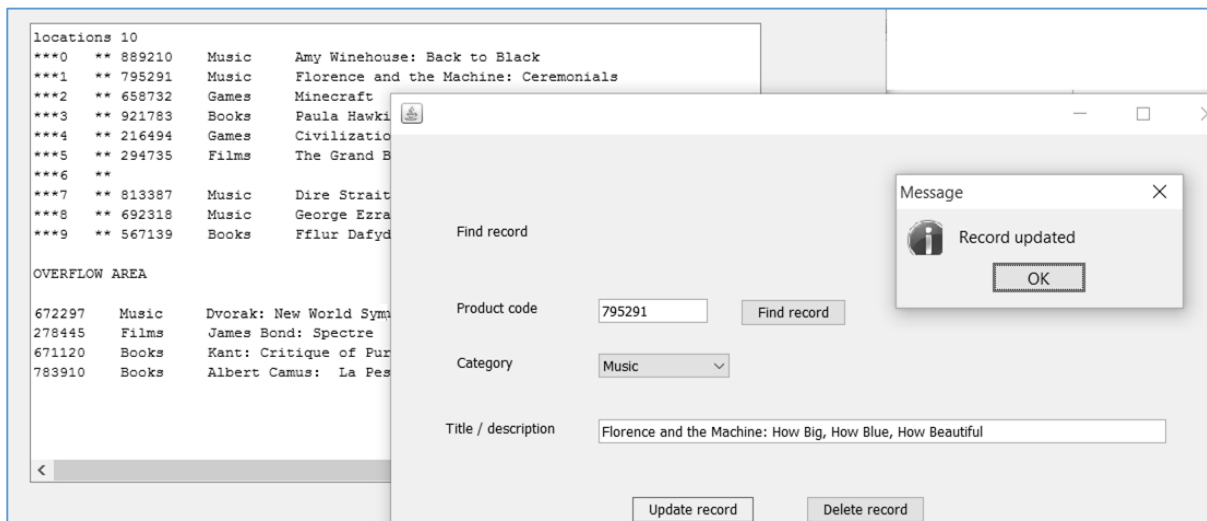 locations 10
***0 ** 889210 Music Amy Winehouse: Back to Black
***1 ** 795291 Music Florence and the Machine: Ceremonials
***2 ** 658732 Games Minecraft
***3 ** 921783 Books Paula Hawki
***4 ** 216494 Games Civilizatio
***5 ** 294735 Films The Grand B
***6 **
***7 ** 813387 Music Dire Strait
***8 ** 692318 Music George Ezra
***9 ** 567139 Books Fflur Dafyd
OVERFLOW AREA
672297 Music Dvorak: New World Sym
278445 Films James Bond: Spectre
671120 Books Kant: Critique of Pur
783910 Books Albert Camus: La Pes
Find record
Product code 795291 Find record
Category Music
Title / description Florence and the Machine: How Big, How Blue, How Beautiful
Update record Delete record
Message
Record updated
OK